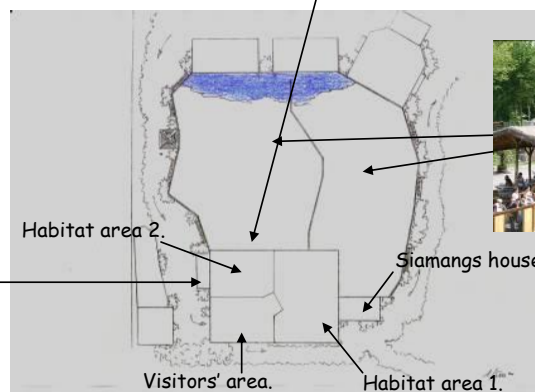 Habitat area 2.
Siamangs house
Visitors' area.
Habitat area 1.